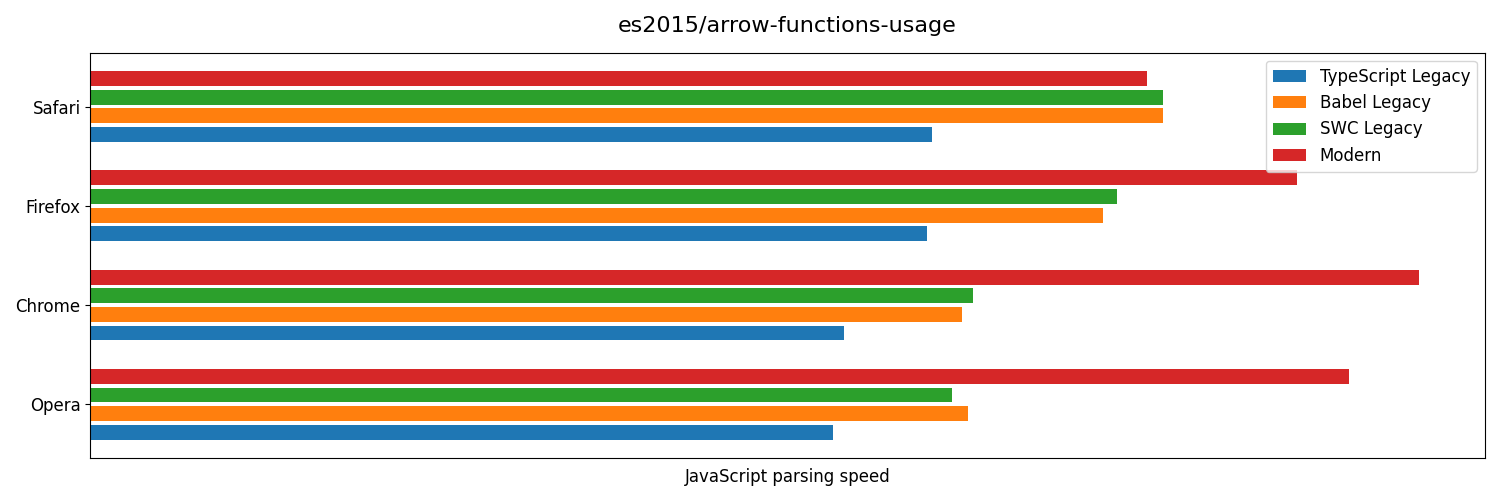 es2015/arrow-functions-usage
TypeScript Legacy
Babel Legacy
SWC Legacy
Modern
Safari
Firefox
Chrome
Opera
JavaScript parsing speed